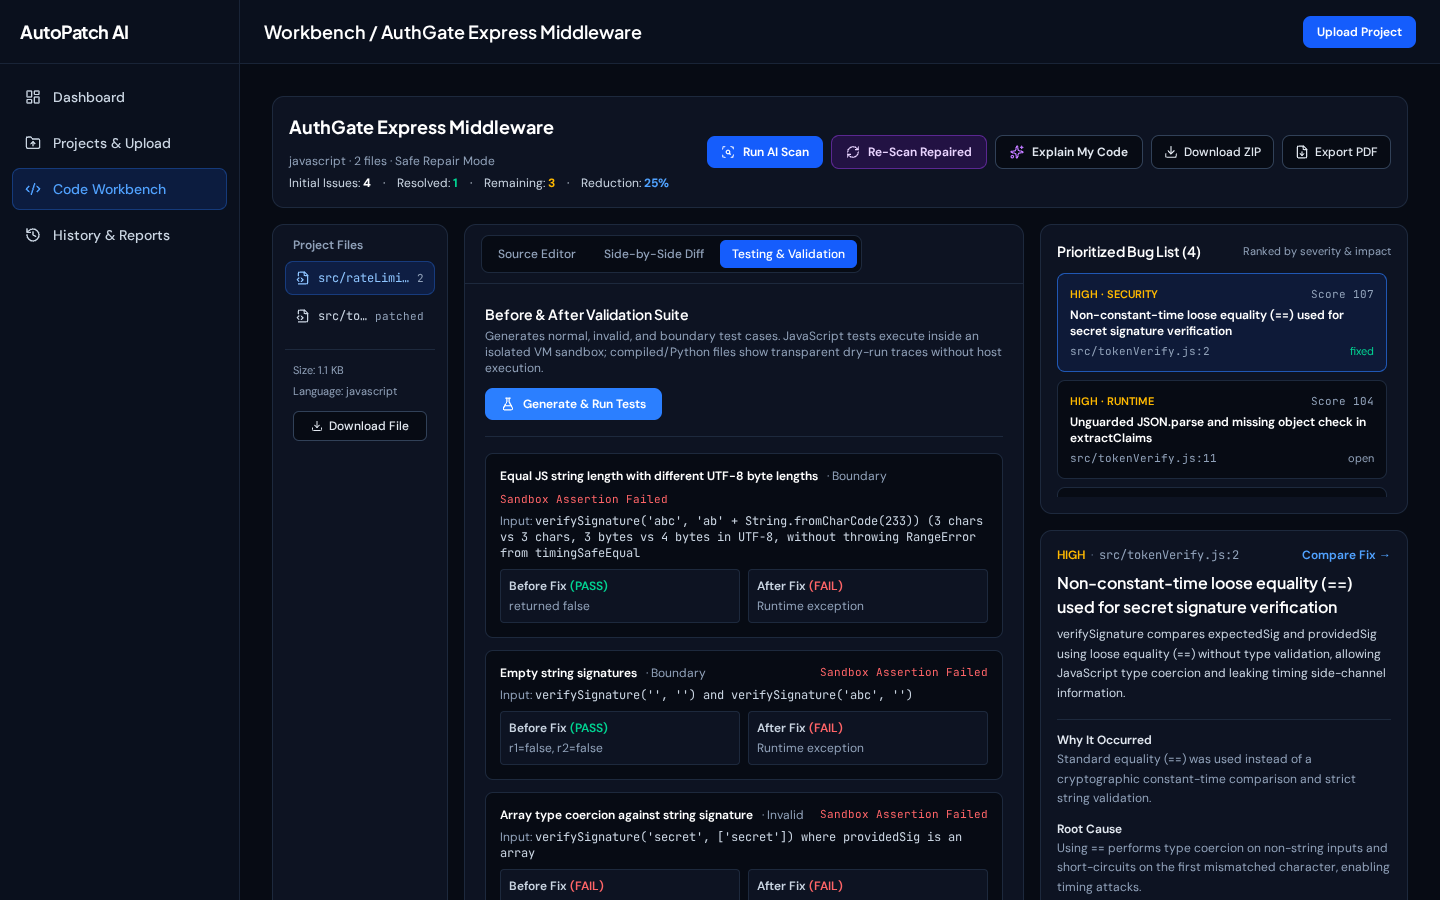 AutoPatch AI
Workbench / AuthGate Express Middleware
Upload Project
Dashboard
Projects & Upload
Code Workbench
History & Reports
AuthGate Express Middleware
javascript · 2 files · Safe Repair Mode
Initial Issues: 4 · Resolved: 1 · Remaining: 3 · Reduction: 25%
Run AI Scan
Re-Scan Repaired
Explain My Code
Download ZIP
Export PDF
Project Files
src/rateLimi... 2
src/to... patched
Size: 1.1 KB
Language: javascript
Download File
Source Editor
Side-by-Side Diff
Testing & Validation
Before & After Validation Suite
Generates normal, invalid, and boundary test cases. JavaScript tests execute inside an
isolated VM sandbox; compiled/Python files show transparent dry-run traces without host
execution.
Generate & Run Tests
Equal JS string length with different UTF-8 byte lengths · Boundary
Sandbox Assertion Failed
Input: verifySignature('abc', 'ab' + String.fromCharCode(233)) (3 chars
vs 3 chars, 3 bytes vs 4 bytes in UTF-8, without throwing RangeError
from timingSafeEqual
Before Fix (PASS)
returned false
After Fix (FAIL)
Runtime exception
Empty string signatures · Boundary
Sandbox Assertion Failed
Input: verifySignature('', '') and verifySignature('abc', '')
Before Fix (PASS)
r1=false, r2=false
After Fix (FAIL)
Runtime exception
Array type coercion against string signature · Invalid
Sandbox Assertion Failed
Input: verifySignature('secret', ['secret']) where providedSig is an
array
Before Fix (FAIL)
After Fix (FAIL)
Prioritized Bug List (4)
Ranked by severity & impact
HIGH · SECURITY
Score 107
Non-constant-time loose equality (==) used for
secret signature verification
src/tokenVerify.js:2
fixed
HIGH · RUNTIME
Score 104
Unguarded JSON.parse and missing object check in
extractClaims
src/tokenVerify.js:11
open
HIGH · src/tokenVerify.js:2
Compare Fix →
Non-constant-time loose equality (==)
used for secret signature verification
verifySignature compares expectedSig and providedSig
using loose equality (==) without type validation, allowing
JavaScript type coercion and leaking timing side-channel
information.
Why It Occurred
Standard equality (==) was used instead of a
cryptographic constant-time comparison and strict
string validation.
Root Cause
Using == performs type coercion on non-string inputs and
short-circuits on the first mismatched character, enabling
timing attacks.